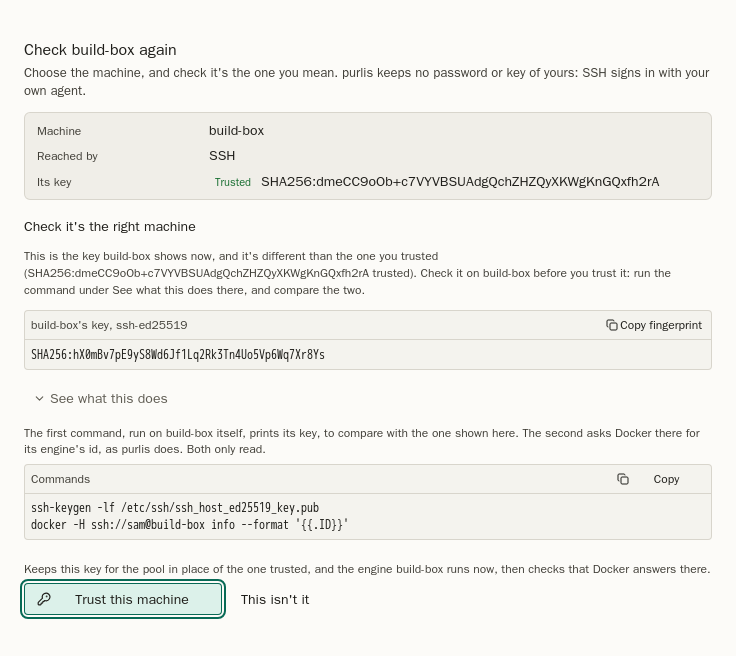 Check build-box again
Choose the machine, and check it's the one you mean. purlis keeps no password or key of yours: SSH signs in with your
own agent.
Machine build-box
Reached by SSH
Its key Trusted SHA256:dmeCC9oOb+c7VYVBSUAdgQchZHZQyXKWgKnGQxfh2rA
Check it's the right machine
This is the key build-box shows now, and it's different than the one you trusted
(SHA256:dmeCC9oOb+c7VYVBSUAdgQchZHZQyXKWgKnGQxfh2rA trusted). Check it on build-box before you trust it: run the
command under See what this does there, and compare the two.
build-box's key, ssh-ed25519 Copy fingerprint
SHA256:hX0mBv7pE9yS8Wd6Jf1Lq2Rk3Tn4Uo5Vp6Wq7Xr8Ys
See what this does
The first command, run on build-box itself, prints its key, to compare with the one shown here. The second asks Docker there for
its engine's id, as purlis does. Both only read.
Commands Copy
ssh-keygen -lf /etc/ssh/ssh_host_ed25519_key.pub
docker -H ssh://sam@build-box info --format '{{.ID}}'
Keeps this key for the pool in place of the one trusted, and the engine build-box runs now, then checks that Docker answers there.
Trust this machine This isn't it